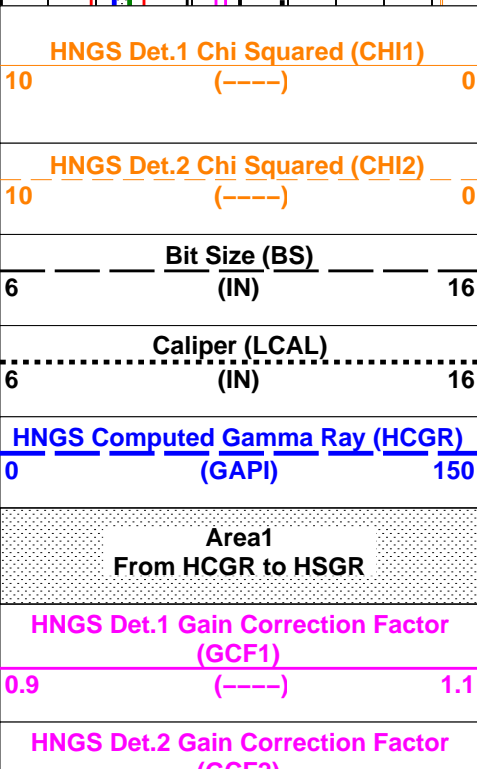 HNGS Det.1 Chi Squared (CHI1)
10 (----) 0
HNGS Det.2 Chi Squared (CHI2)
10 (----) 0
Bit Size (BS)
6 (IN) 16
Caliper (LCAL)
6 (IN) 16
HNGS Computed Gamma Ray (HCGR)
0 (GAPI) 150
Area1
From HCGR to HSGR
HNGS Det.1 Gain Correction Factor
(GCF1)
0.9 (----) 1.1
HNGS Det.2 Gain Correction Factor